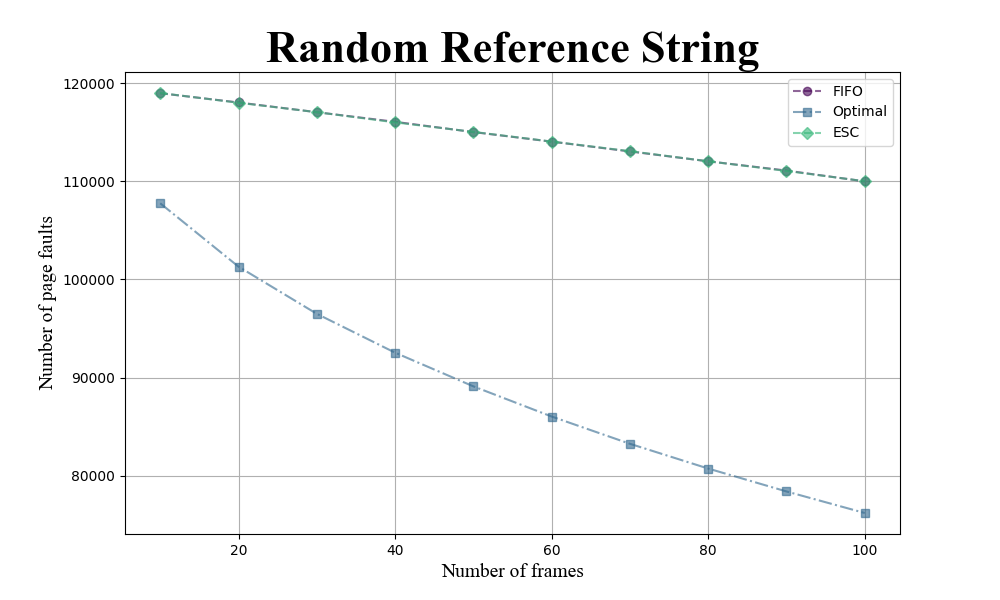 Random Reference String
FIFO
Optimal
ESC
120000
110000
100000
90000
80000
Number of page faults
20
40
60
80
100
Number of frames